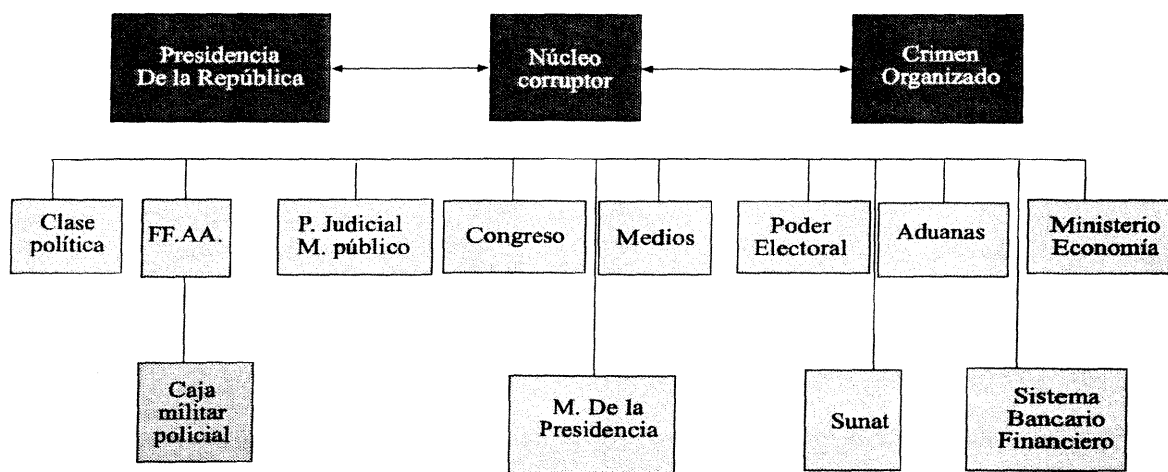 Presidencia
De la República
Núcleo
corruptor
Crimen
Organizado
Clase
política
FF.AA.
P. Judicial
M. público
Congreso
Medios
Poder
Electoral
Aduanas
Ministerio
Economía
Caja
militar
policial
M. De la
Presidencia
Sunat
Sistema
Bancario
Financiero